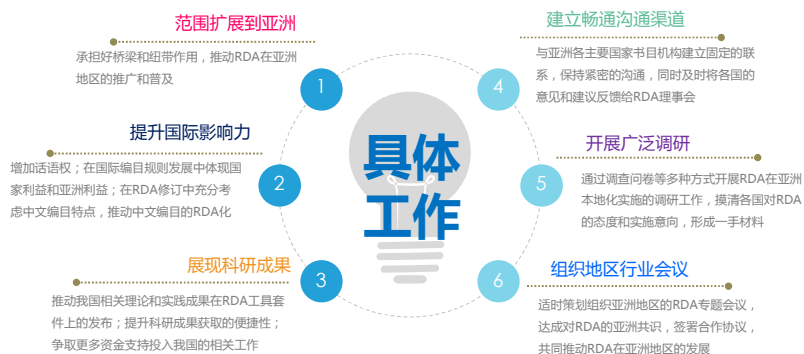 范围扩展到亚洲
承担好桥梁和纽带作用，推动RDA在亚洲
地区的推广和普及
1
提升国际影响力
增加话语权；在国际编目规则发展中体现国
家利益和亚洲利益；在RDA修订中充分考
虑中文编目特点，推动中文编目的RDA化
2
展现科研成果
推动我国相关理论和实践成果在RDA工具套
件上的发布；提升科研成果获取的便捷性；
争取更多资金支持投入我国的相关工作
3
具体
工作
建立畅通沟通渠道
与亚洲各主要国家书目机构建立固定的联
系，保持紧密的沟通，同时及时将各国的
意见和建议反馈给RDA理事会
4
开展广泛调研
通过调查问卷等多种方式开展RDA在亚洲
本地化实施的调研工作，摸清各国对RDA
的态度和实施意向，形成一手材料
5
组织地区行业会议
适时策划组织亚洲地区的RDA专题会议，
达成对RDA的亚洲共识，签署合作协议，
共同推动RDA在亚洲地区的发展
6